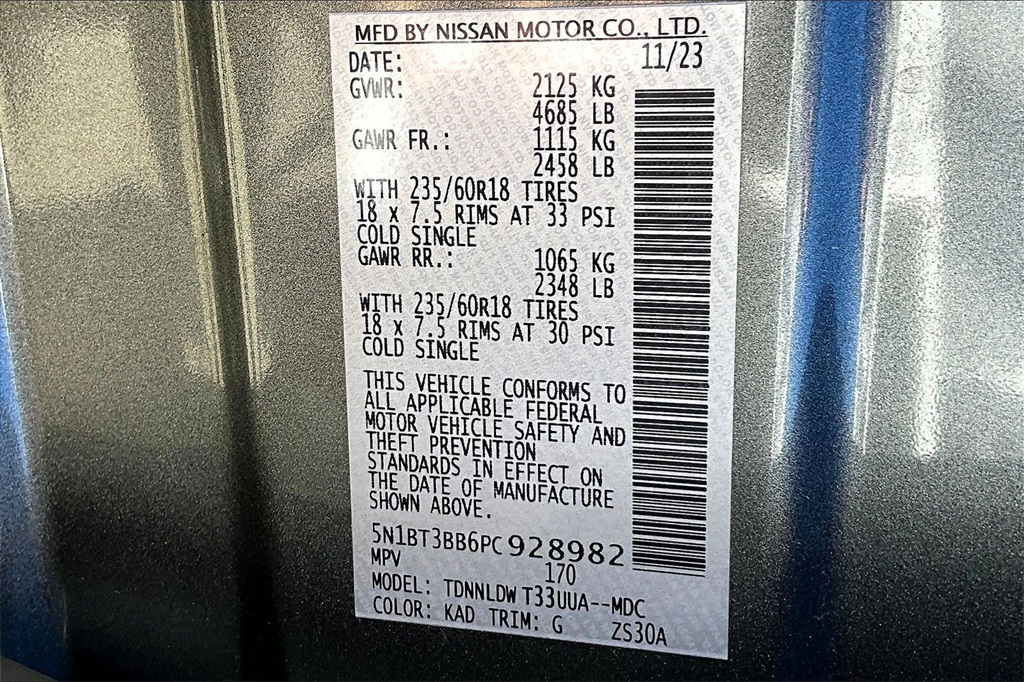 MFD BY NISSAN MOTOR CO., LTD.
DATE: 11/23
GVWR: 2125 KG
4685 LB
GAWR FR.: 1115 KG
2458 LB
WITH 235/60R18 TIRES
18 x 7.5 RIMS AT 33 PSI
COLD SINGLE
GAWR RR.: 1065 KG
2348 LB
WITH 235/60R18 TIRES
18 x 7.5 RIMS AT 30 PSI
COLD SINGLE
THIS VEHICLE CONFORMS TO
ALL APPLICABLE FEDERAL
MOTOR VEHICLE SAFETY AND
THEFT PREVENTION
STANDARDS IN EFFECT ON
THE DATE OF MANUFACTURE
SHOWN ABOVE.
5N1BT3BB6PC928982
MPV 170
MODEL: TDNNLDW T33UUA--MDC
COLOR: KAD TRIM: G ZS30A